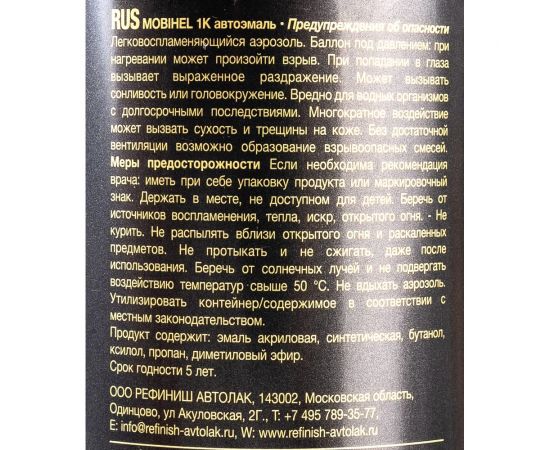 RUS MOBIHEL 1К автоэмаль • Предупреждения об опасности
Легковоспламеняющийся аэрозоль. Баллон под давлением: при
нагревании может произойти взрыв. При попадании в глаза
вызывает выраженное раздражение. Может вызывать
сонливость или головокружение. Вредно для водных организмов
с долгосрочными последствиями. Многократное воздействие
может вызвать сухость и трещины на коже. Без достаточной
вентиляции возможно образование взрывоопасных смесей.
Меры предосторожности Если необходима рекомендация
врача: иметь при себе упаковку продукта или маркировочный
знак. Держать в месте, не доступном для детей. Беречь от
источников воспламенения, тепла, искр, открытого огня. - Не
курить. Не распылять вблизи открытого огня и раскаленных
предметов. Не протыкать и не сжигать, даже после
использования. Беречь от солнечных лучей и не подвергать
воздействию температур свыше 50 °С. Не вдыхать аэрозоль.
Утилизировать контейнер/содержимое в соответствии с
местным законодательством.
Продукт содержит: эмаль акриловая, синтетическая, бутанол,
ксилол, пропан, диметиловый эфир.
Срок годности 5 лет.
ООО РЕФИНИШ АВТОЛАК, 143002, Московская область,
Одинцово, ул Акуловская, 2Г., Т: +7 495 789-35-77,
E: info@refinish-avtolak.ru, W: www.refinish-avtolak.ru